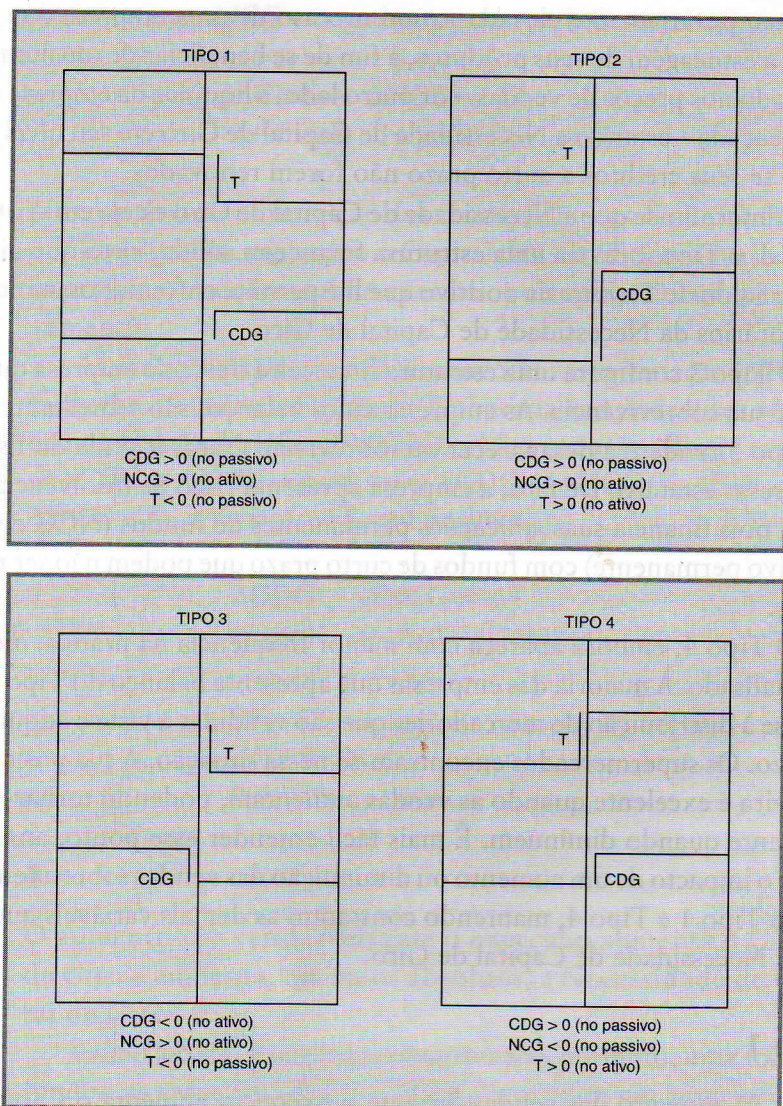 TIPO 1
T
CDG
CDG > 0 (no passivo)
NCG > 0 (no ativo)
T < 0 (no passivo)
TIPO 2
T
CDG
CDG > 0 (no passivo)
NCG > 0 (no ativo)
T > 0 (no ativo)
TIPO 3
T
CDG
CDG < 0 (no ativo)
NCG > 0 (no ativo)
T < 0 (no passivo)
TIPO 4
T
CDG
CDG > 0 (no passivo)
NCG < 0 (no passivo)
T > 0 (no ativo)